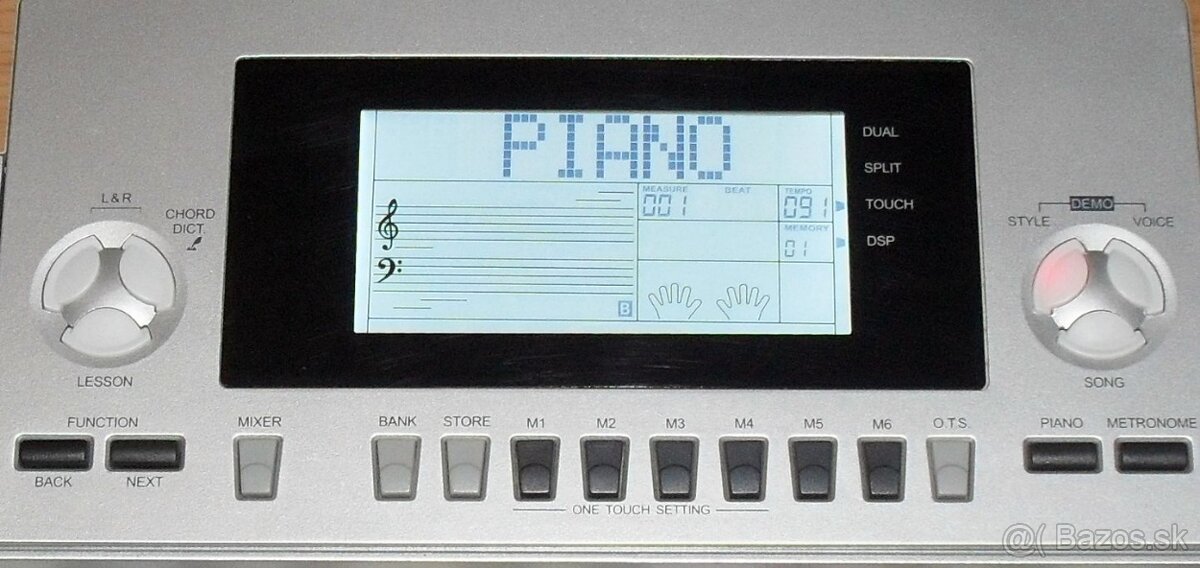 PIANO
MEASURE BEAT TEMPO
001 091
MEMORY
01
B
DUAL
SPLIT
TOUCH
DSP
L & R
CHORD
DICT.
LESSON
DEMO
STYLE VOICE
SONG
FUNCTION
BACK NEXT
MIXER
BANK STORE M1 M2 M3 M4 M5 M6 O.T.S.
ONE TOUCH SETTING
PIANO METRONOME
@( Bazos.sk